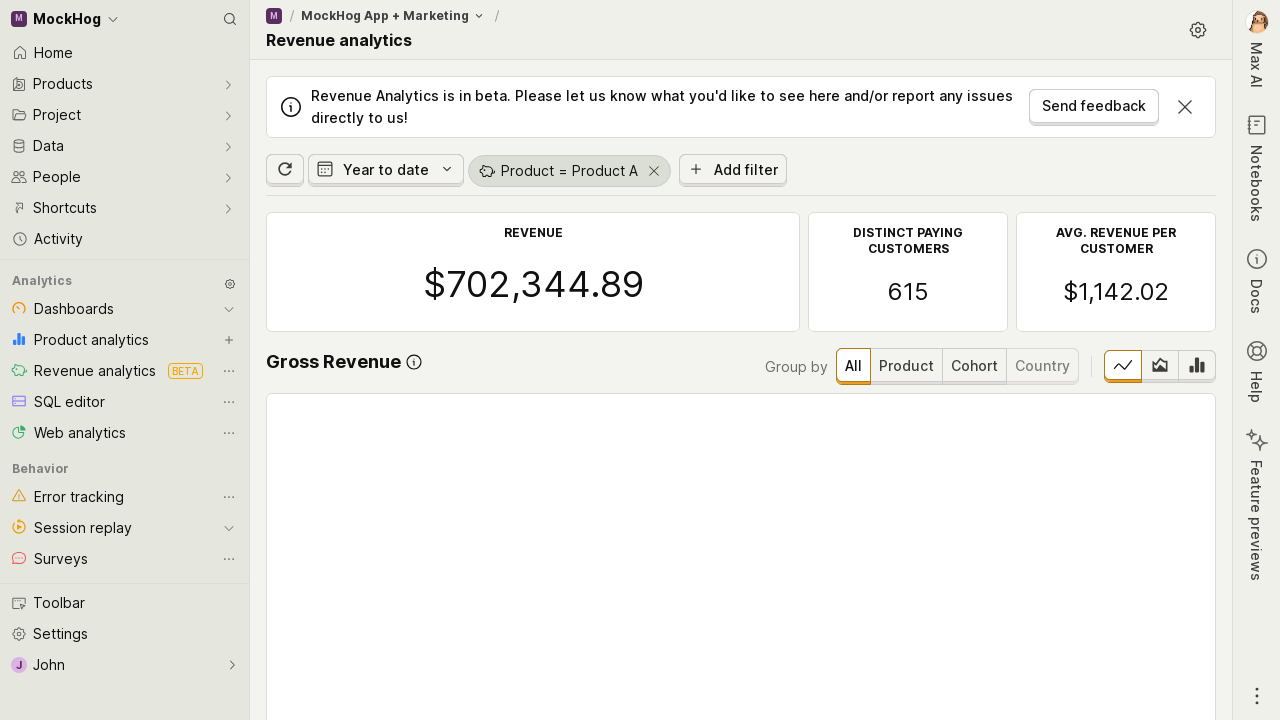 M MockHog
Home
Products
Project
Data
People
Shortcuts
Activity
Analytics
Dashboards
Product analytics
Revenue analytics BETA
SQL editor
Web analytics
Behavior
Error tracking
Session replay
Surveys
Toolbar
Settings
J John
M / MockHog App + Marketing /
Revenue analytics
Revenue Analytics is in beta. Please let us know what you'd like to see here and/or report any issues
directly to us!
Send feedback
Year to date
Product = Product A
Add filter
REVENUE
$702,344.89
DISTINCT PAYING
CUSTOMERS
615
AVG. REVENUE PER
CUSTOMER
$1,142.02
Gross Revenue
Group by All Product Cohort Country
Max AI
Notebooks
Docs
Help
Feature previews